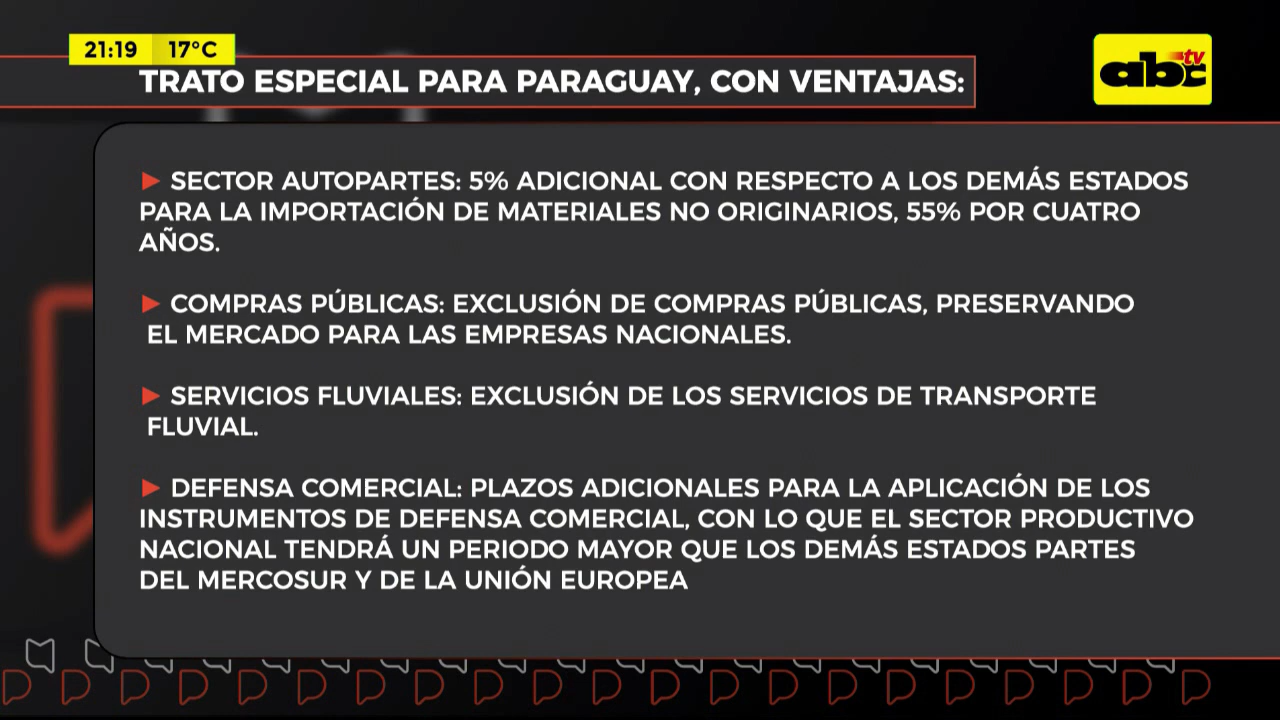 21:19 17°C
TRATO ESPECIAL PARA PARAGUAY, CON VENTAJAS:
abc tv
► SECTOR AUTOPARTES: 5% ADICIONAL CON RESPECTO A LOS DEMÁS ESTADOS
PARA LA IMPORTACIÓN DE MATERIALES NO ORIGINARIOS, 55% POR CUATRO
AÑOS.
► COMPRAS PÚBLICAS: EXCLUSIÓN DE COMPRAS PÚBLICAS, PRESERVANDO
EL MERCADO PARA LAS EMPRESAS NACIONALES.
► SERVICIOS FLUVIALES: EXCLUSIÓN DE LOS SERVICIOS DE TRANSPORTE
FLUVIAL.
► DEFENSA COMERCIAL: PLAZOS ADICIONALES PARA LA APLICACIÓN DE LOS
INSTRUMENTOS DE DEFENSA COMERCIAL, CON LO QUE EL SECTOR PRODUCTIVO
NACIONAL TENDRÁ UN PERIODO MAYOR QUE LOS DEMÁS ESTADOS PARTES
DEL MERCOSUR Y DE LA UNIÓN EUROPEA